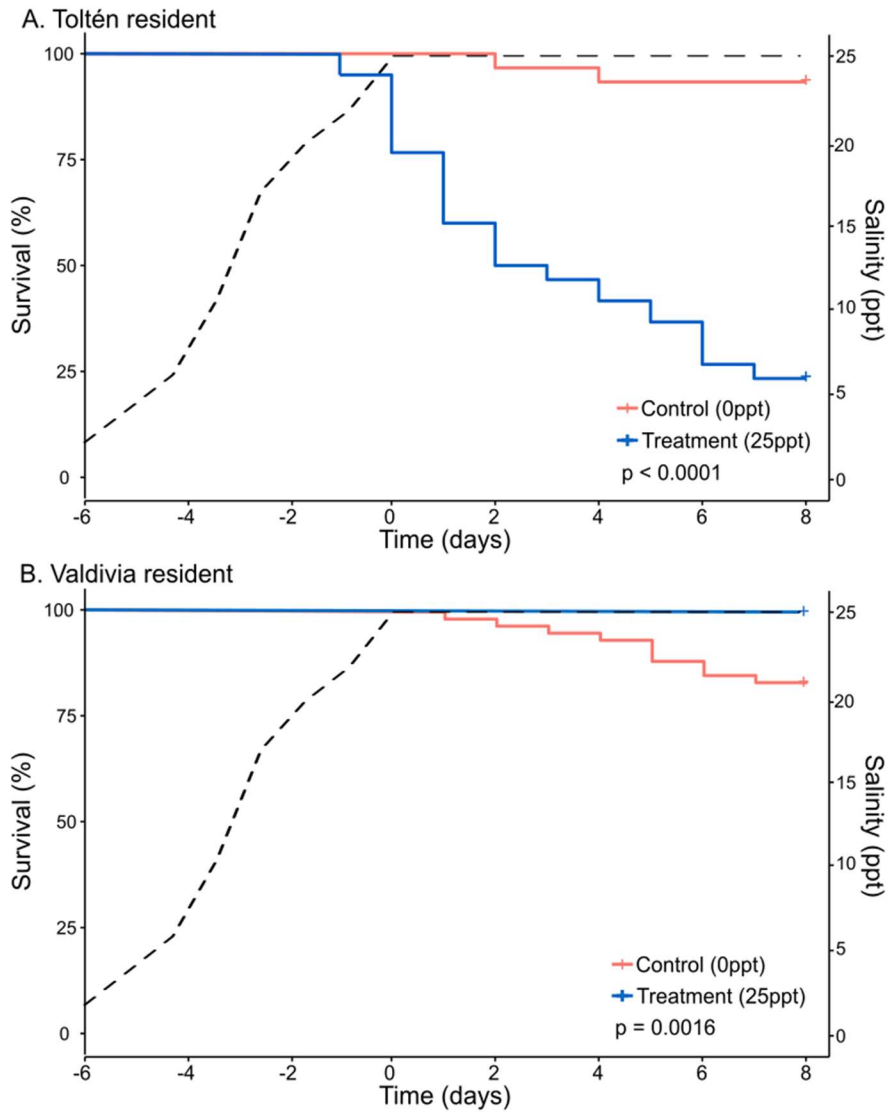 A. Toltén resident
100
75
50
25
0
Survival (%)
25
20
15
10
5
0
Salinity (ppt)
Control (0ppt)
Treatment (25ppt)
p < 0.0001
-6 -4 -2 0 2 4 6 8
Time (days)
B. Valdivia resident
100
75
50
25
0
Survival (%)
25
20
15
10
5
0
Salinity (ppt)
Control (0ppt)
Treatment (25ppt)
p = 0.0016
-6 -4 -2 0 2 4 6 8
Time (days)